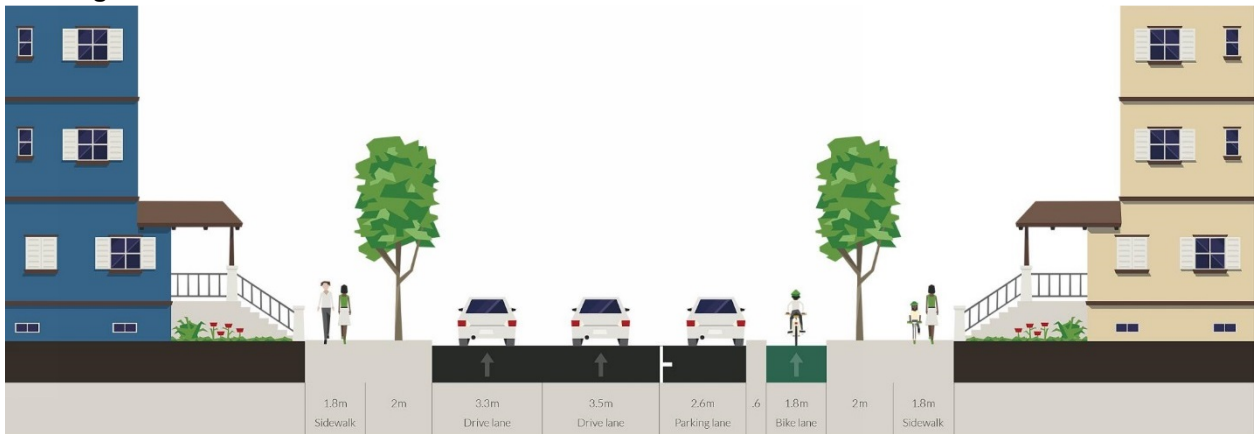 1.8m
Sidewalk
2m
3.3m
Drive lane
3.5m
Drive lane
2.6m
Parking lane
.6
1.8m
Bike lane
2m
1.8m
Sidewalk